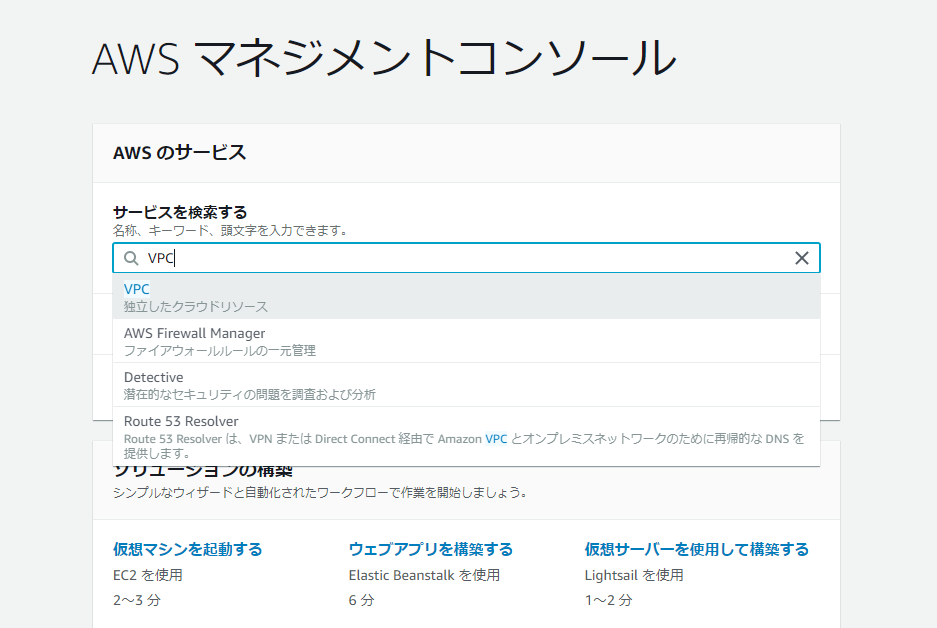 AWS マネジメントコンソール
AWS のサービス
サービスを検索する
名称、キーワード、頭文字を入力できます。
VPC
VPC
独立したクラウドリソース
AWS Firewall Manager
ファイアウォールルールの一元管理
Detective
潜在的なセキュリティの問題を調査および分析
Route 53 Resolver
Route 53 Resolver は、VPN または Direct Connect 経由で Amazon VPC とオンプレミスネットワークのために再帰的な DNS を
提供します。
ソリューションの構築
シンプルなウィザードと自動化されたワークフローで作業を開始しましょう。
仮想マシンを起動する ウェブアプリを構築する 仮想サーバーを使用して構築する
EC2 を使用 Elastic Beanstalk を使用 Lightsail を使用
2～3 分 6 分 1～2 分